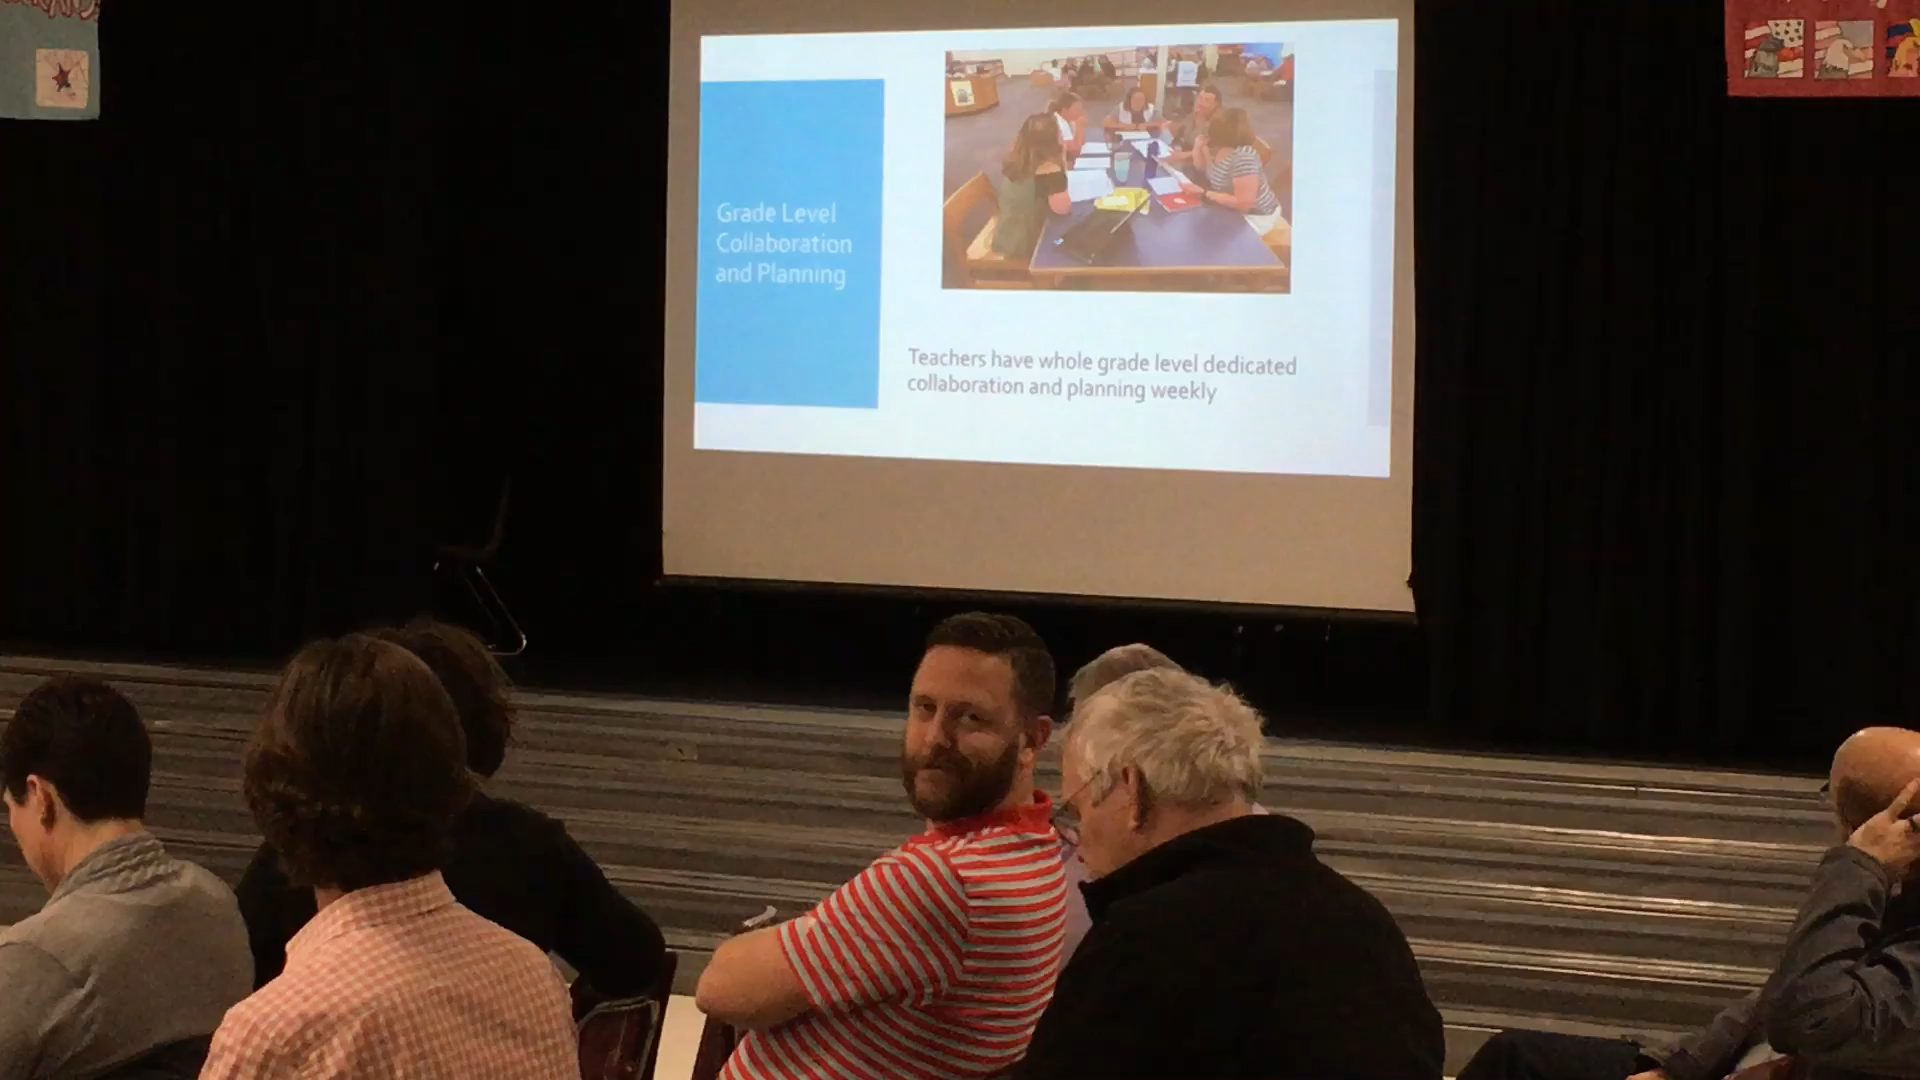 Grade Level
Collaboration
and Planning
Teachers have whole grade level dedicated
collaboration and planning weekly